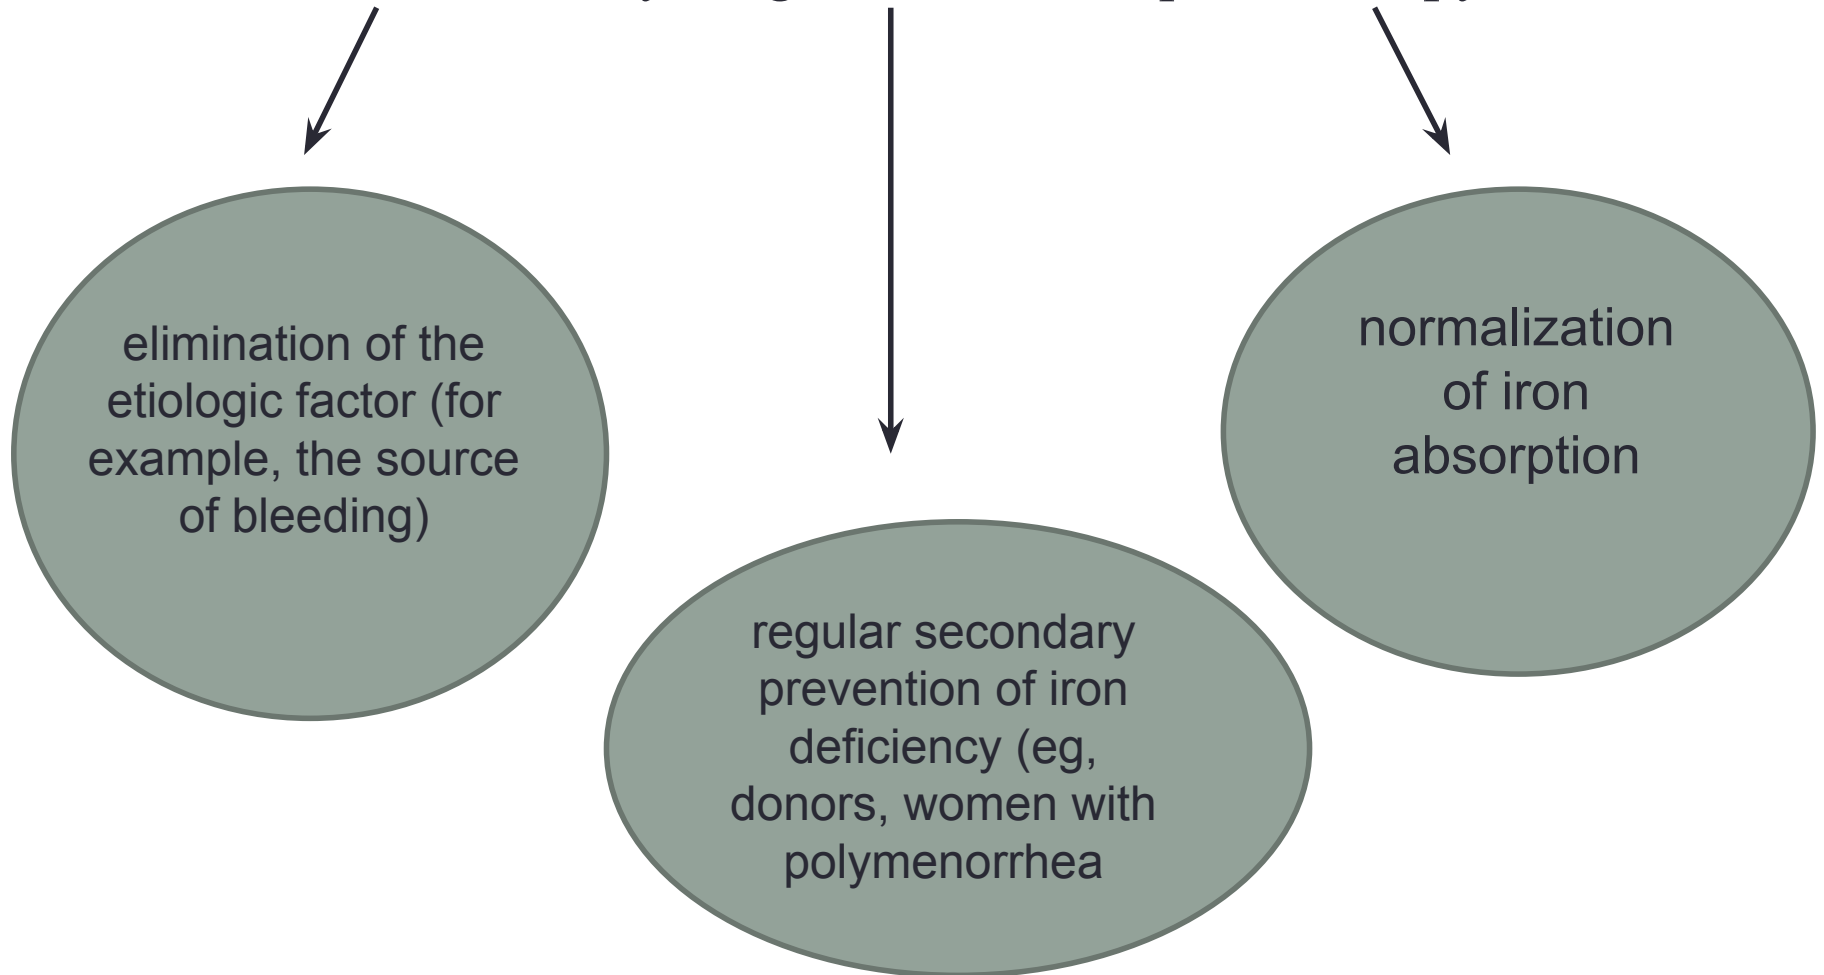 elimination of the
etiologic factor (for
example, the source
of bleeding)
regular secondary
prevention of iron
deficiency (eg,
donors, women with
polymenorrhea
normalization
of iron
absorption